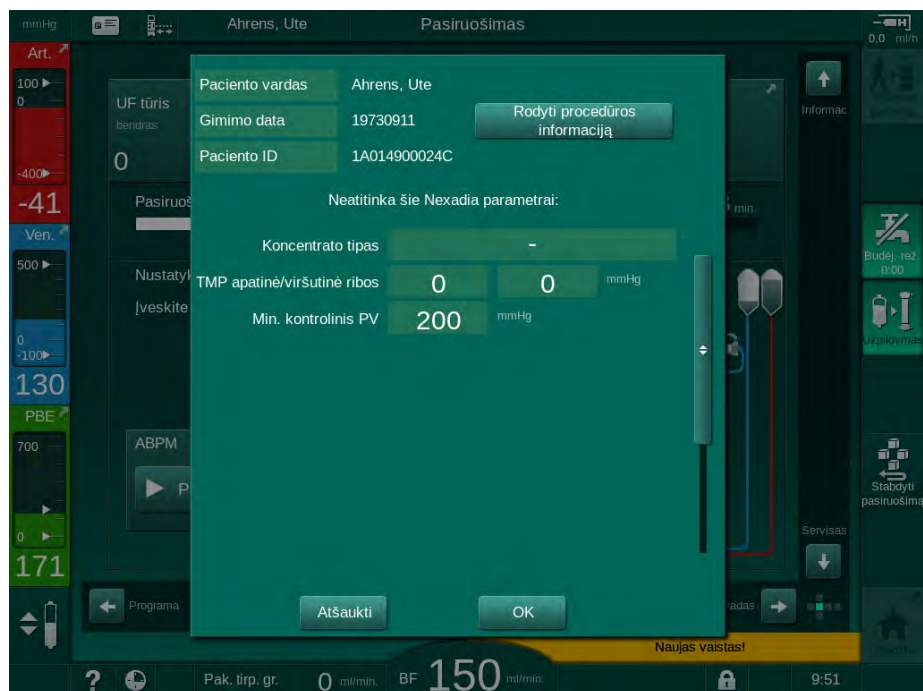 mmHg
Ahrens, Ute
Pasiruošimas
0,0 ml/h
Art.
100
0
-400
-41
Ven.
500
0
-100
130
PBE
700
0
171
UF tūris
bendras
0
Pasiruoš
min.
Nustaty
Įveskite
ABPM
P
Paciento vardas Ahrens, Ute
Gimimo data 19730911
Rodyti procedūros
informaciją
Paciento ID 1A014900024C
Neatitinka šie Nexadia parametrai:
Koncentrato tipas -
TMP apatinė/viršutinė ribos 0 0 mmHg
Min. kontrolinis PV 200 mmHg
Atšaukti
OK
Informac
Servisas
Budėj. rež.
0:00
Užpildymas
Stabdyti
pasiruošimą
Programa
vadas
Naujas vaistas!
Pak. tirp. gr. 0 ml/min. BF 150 ml/min. 9:51